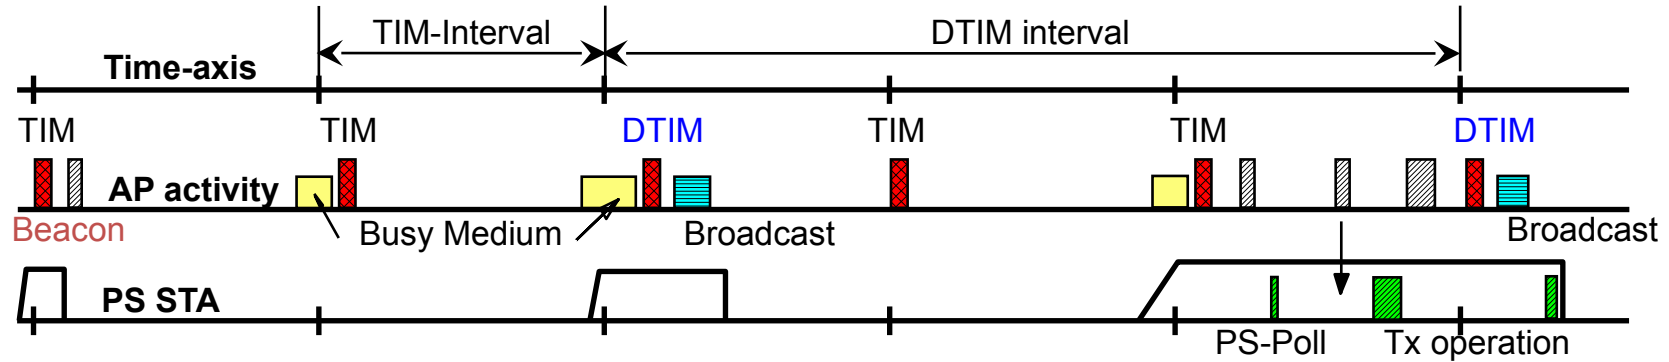 TIM-Interval DTIM interval
Time-axis
TIM TIM DTIM TIM TIM DTIM
AP activity
Beacon Busy Medium Broadcast Broadcast
PS STA
PS-Poll Tx operation